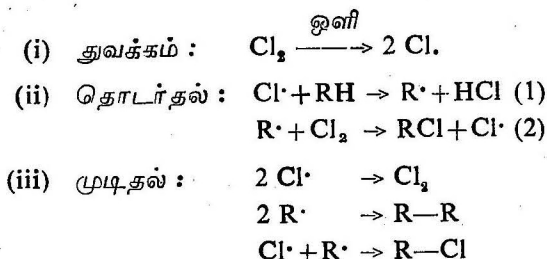 ஒளி
(i) துவக்கம் : Cl₂ ——→ 2 Cl.
(ii) தொடர்தல் : Cl· + RH → R· + HCl (1)
R· + Cl₂ → RCl + Cl· (2)
(iii) முடிதல் : 2 Cl· → Cl₂
2 R· → R—R
Cl· + R· → R—Cl